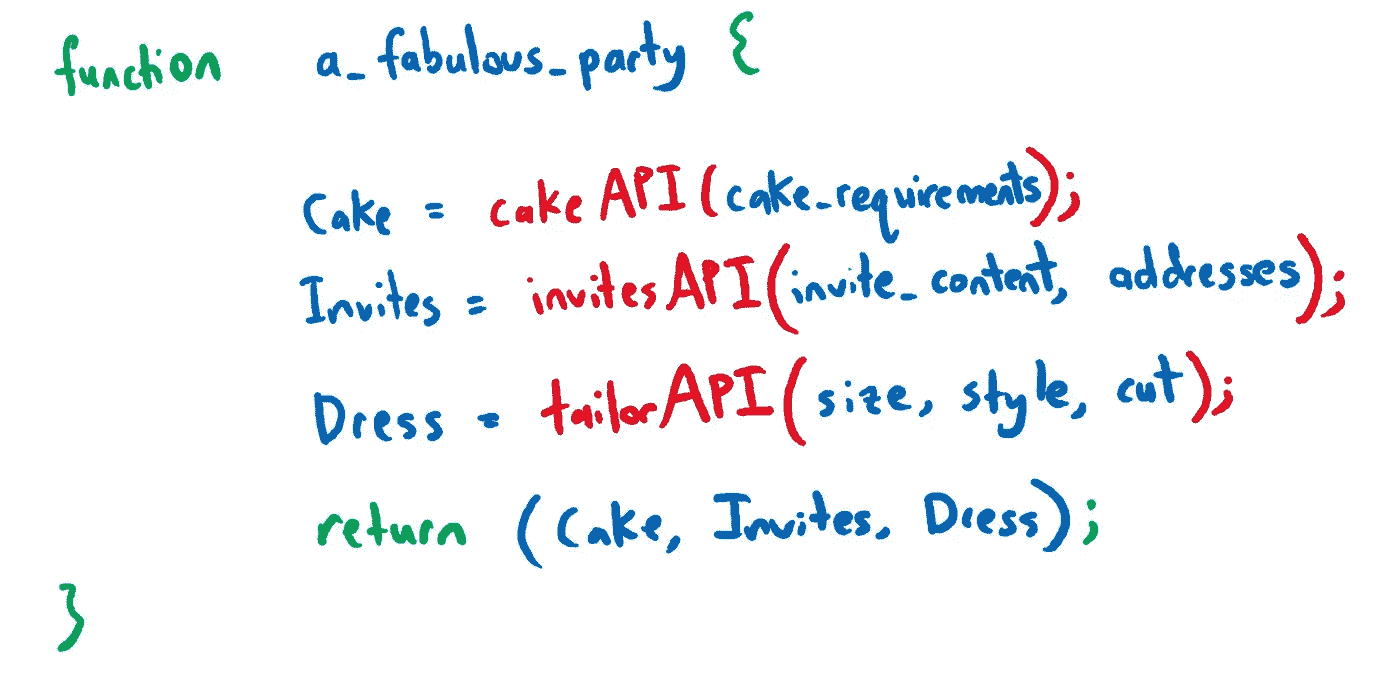 function a_fabulous_party {
Cake = cakeAPI(cake_requirements);
Invites = invitesAPI(invite_content, addresses);
Dress = tailorAPI(size, style, cut);
return (Cake, Invites, Dress);
}